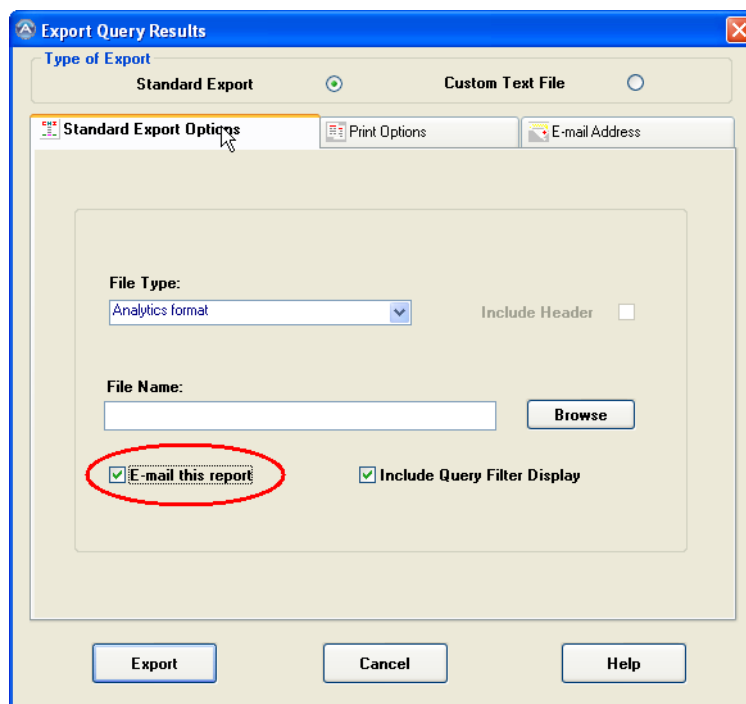 Export Query Results
Type of Export
Standard Export Custom Text File
Standard Export Options Print Options E-mail Address
File Type:
Analytics format Include Header
File Name:
Browse
E-mail this report Include Query Filter Display
Export Cancel Help